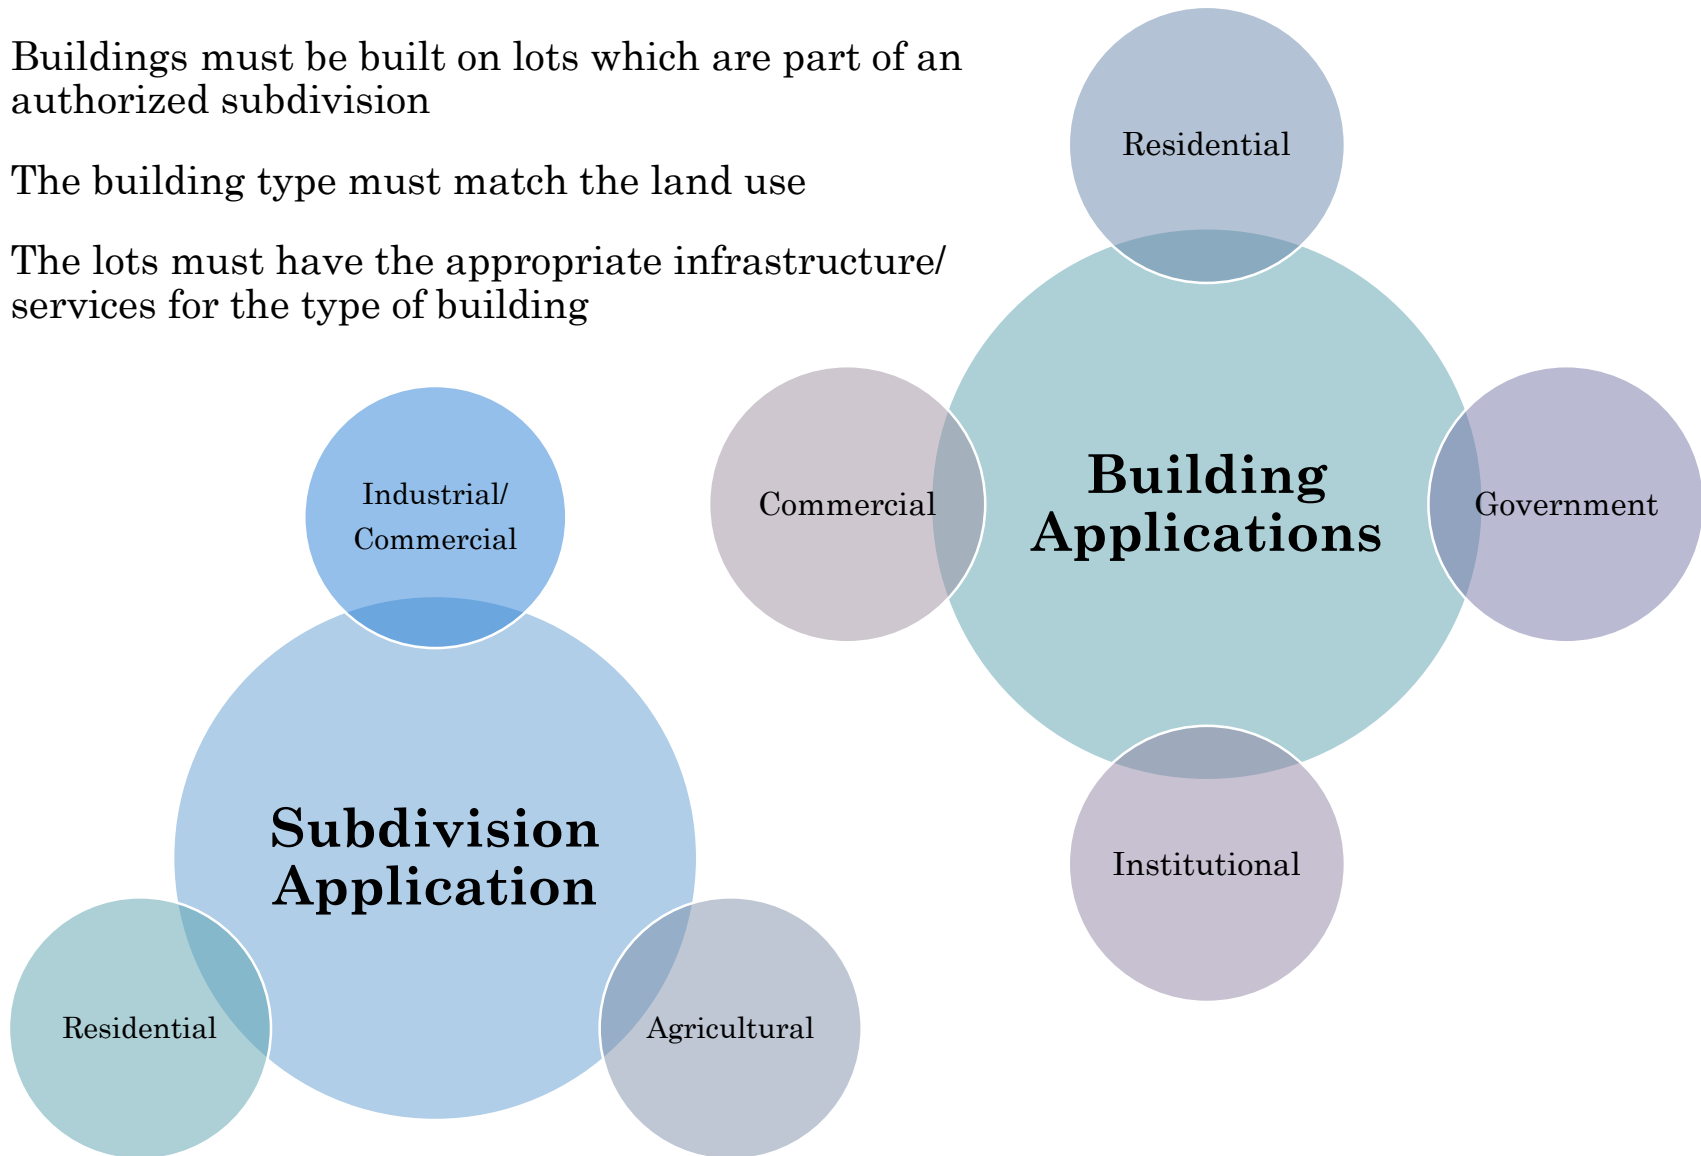 Buildings must be built on lots which are part of an
authorized subdivision
The building type must match the land use
The lots must have the appropriate infrastructure/
services for the type of building
Residential
Commercial
Building
Applications
Government
Institutional
Industrial/
Commercial
Subdivision
Application
Residential
Agricultural